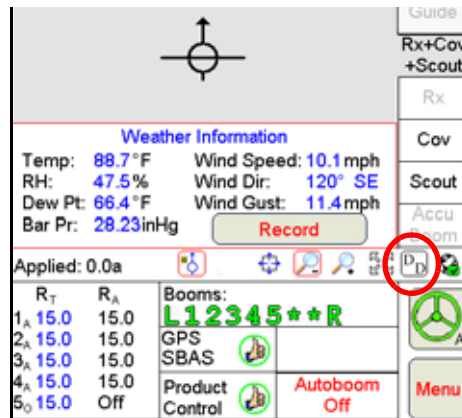 Guide
Rx+Cov
+Scout
Rx
Cov
Scout
Accu
Boom
Weather Information
Temp: 88.7°F Wind Speed: 10.1 mph
RH: 47.5% Wind Dir: 120° SE
Dew Pt: 66.4°F Wind Gust: 11.4 mph
Bar Pr: 28.23inHg
Record
Applied: 0.0a
DD
RT RA
1A 15.0 15.0
2A 15.0 15.0
3A 15.0 15.0
4A 15.0 15.0
5O 15.0 Off
Booms:
L12345**R
GPS
SBAS
Product
Control
Autoboom
Off
A
Menu